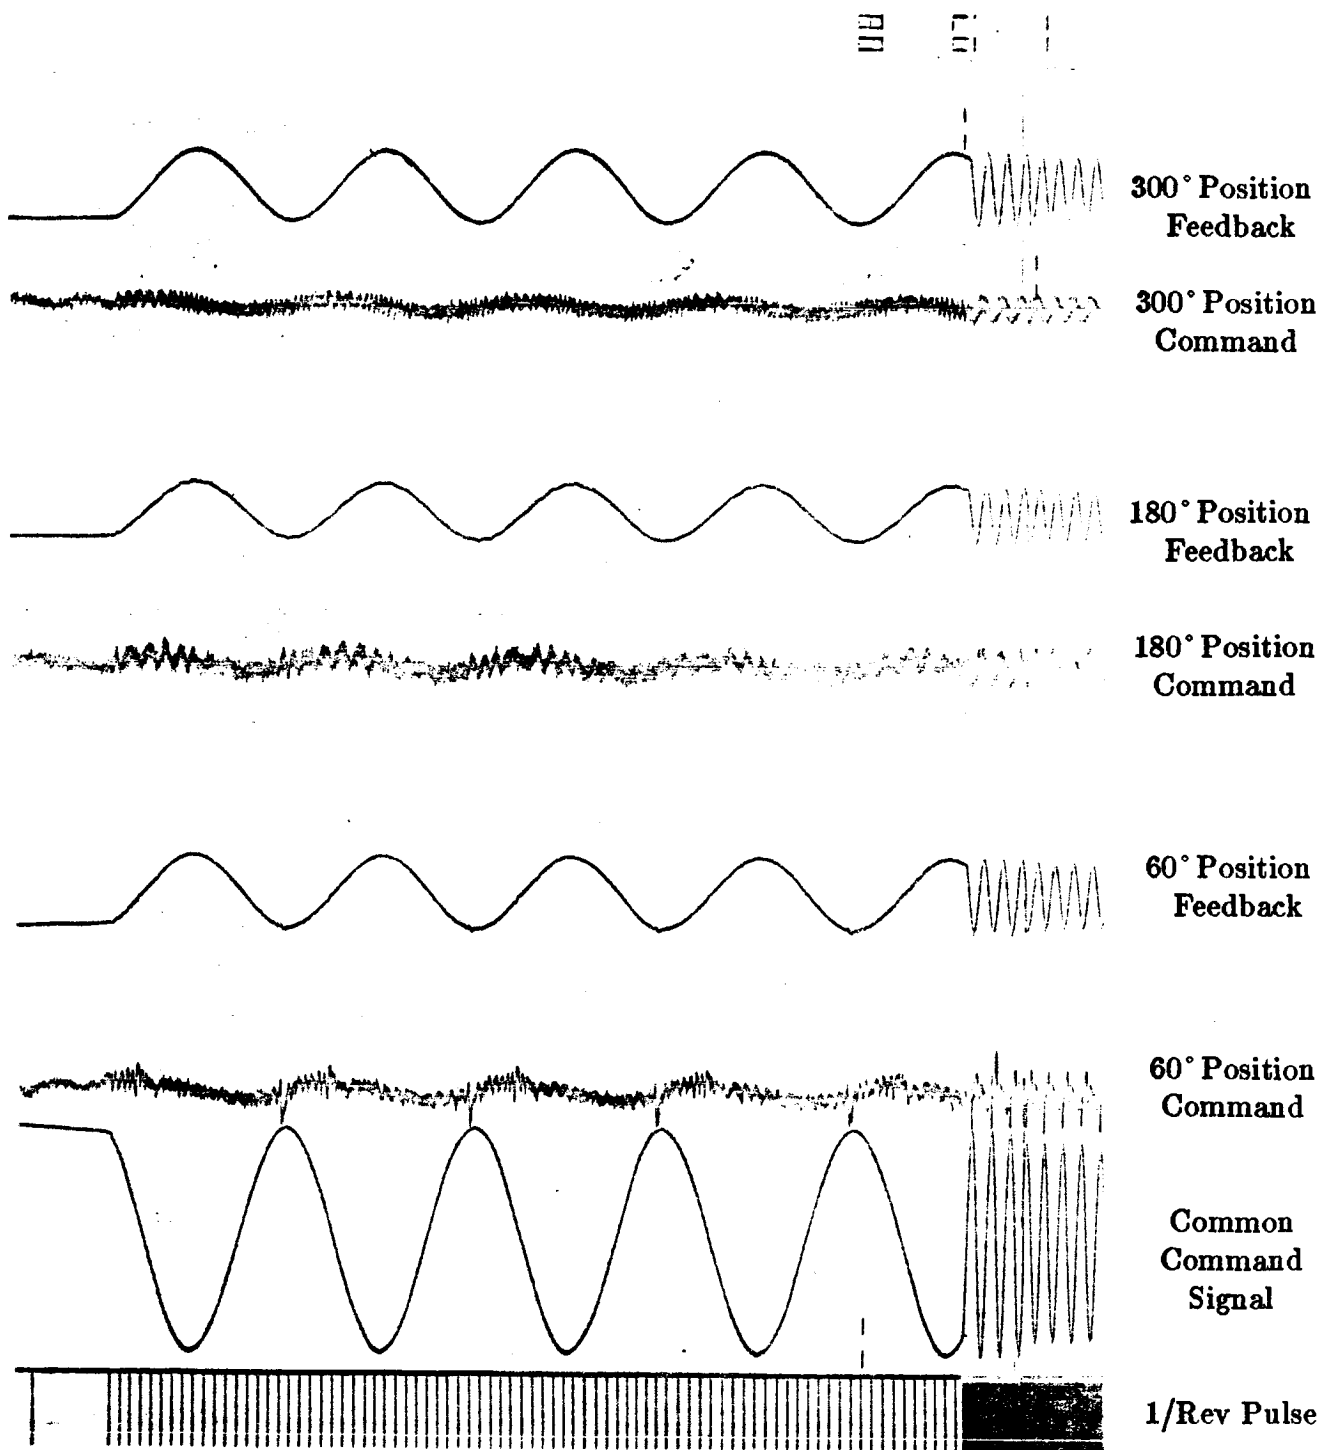 300° Position
Feedback
300° Position
Command
180° Position
Feedback
180° Position
Command
60° Position
Feedback
60° Position
Command
Common
Command
Signal
1/Rev Pulse